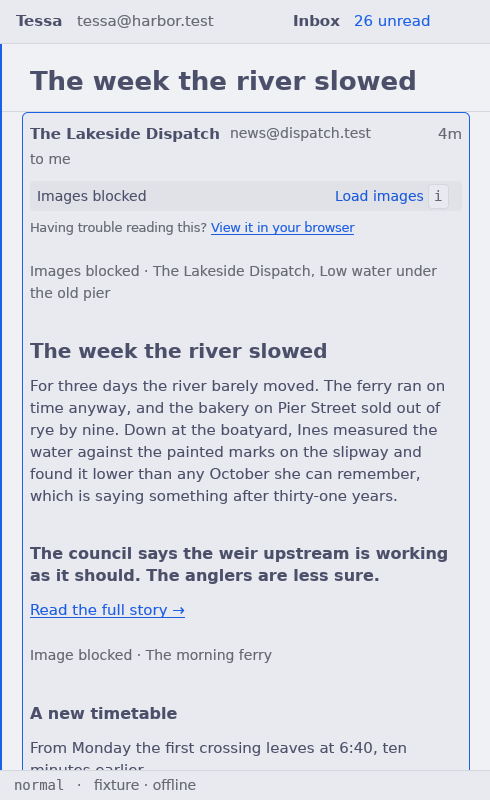 Tessa tessa@harbor.test Inbox 26 unread
The week the river slowed
The Lakeside Dispatch news@dispatch.test 4m
to me
Images blocked Load images i
Having trouble reading this? View it in your browser
Images blocked · The Lakeside Dispatch, Low water under
the old pier
The week the river slowed
For three days the river barely moved. The ferry ran on
time anyway, and the bakery on Pier Street sold out of
rye by nine. Down at the boatyard, Ines measured the
water against the painted marks on the slipway and
found it lower than any October she can remember,
which is saying something after thirty-one years.
The council says the weir upstream is working
as it should. The anglers are less sure.
Read the full story →
Image blocked · The morning ferry
A new timetable
From Monday the first crossing leaves at 6:40, ten
minutes earlier
normal · fixture · offline